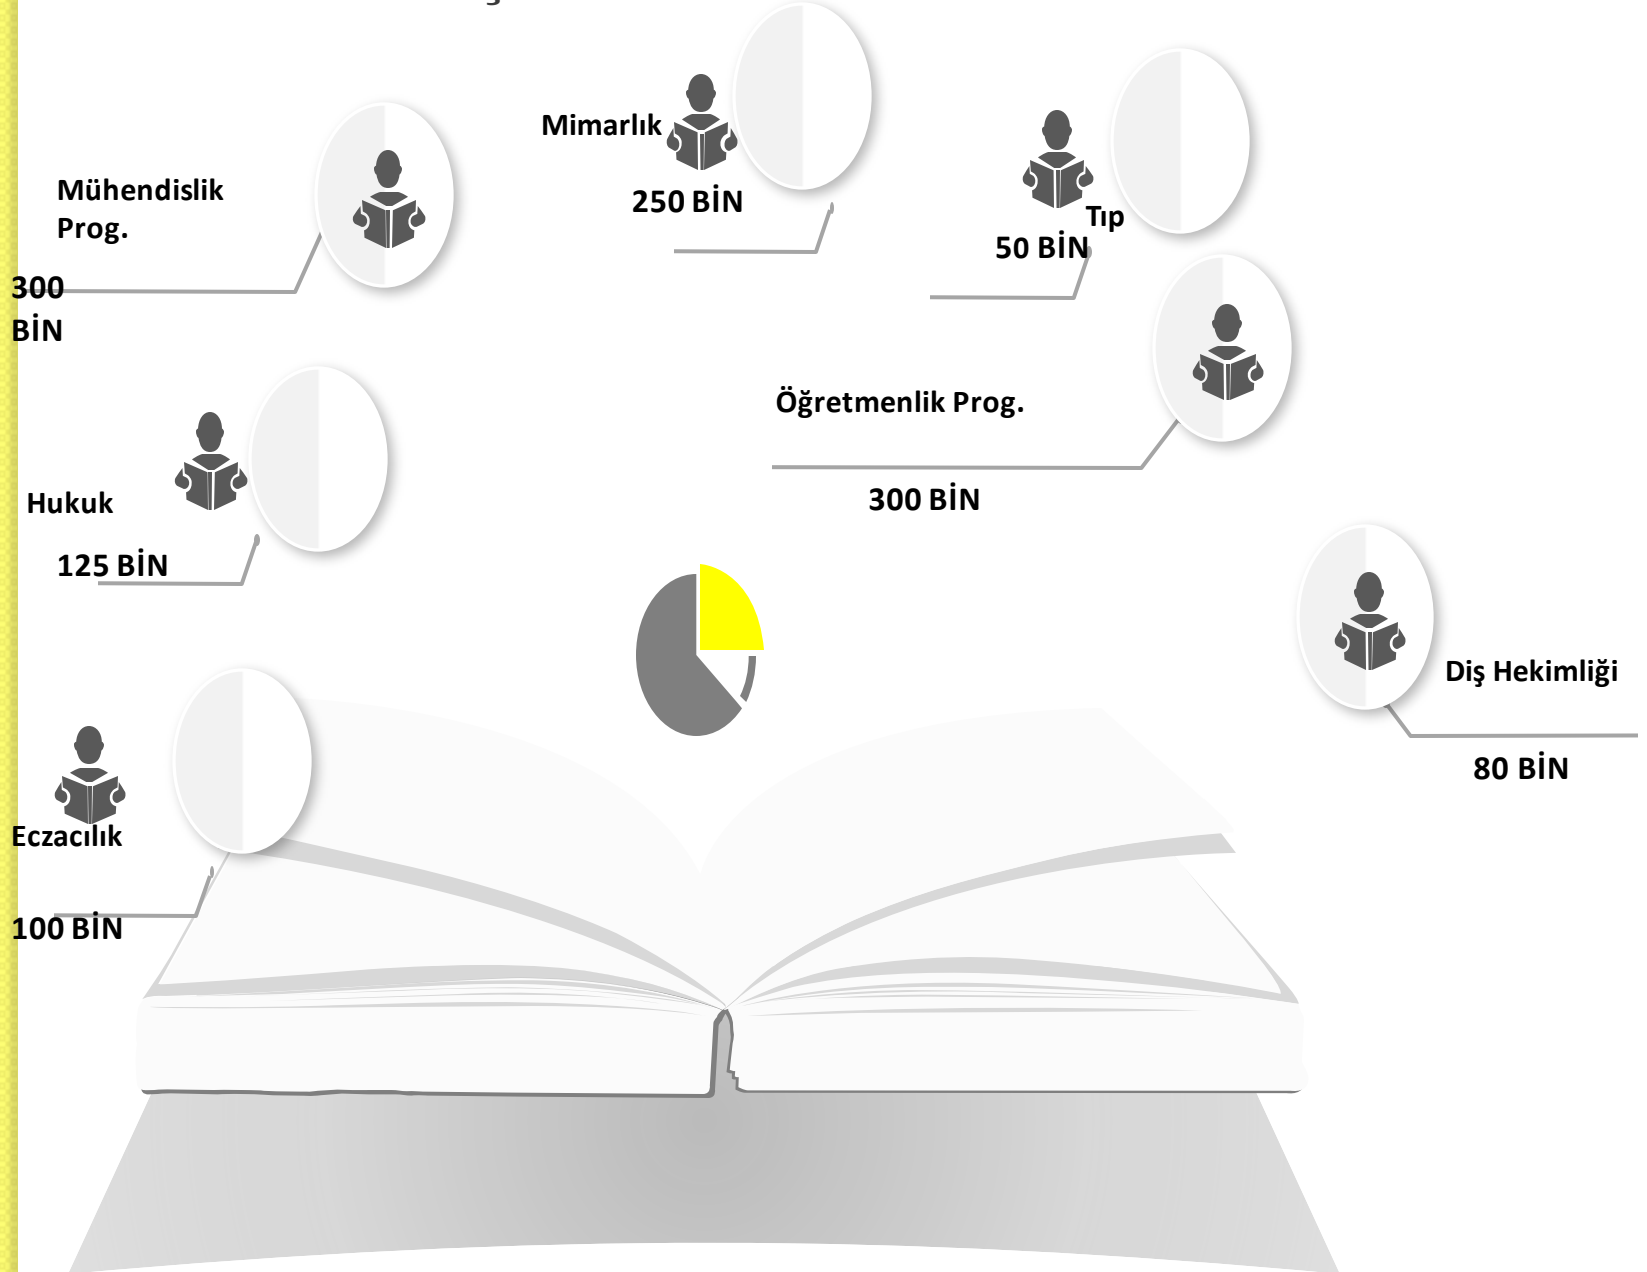 Mimarlık
250 BİN
Tıp
50 BİN
Mühendislik
Prog.
300
BİN
Öğretmenlik Prog.
300 BİN
Hukuk
125 BİN
Diş Hekimliği
80 BİN
Eczacılık
100 BİN